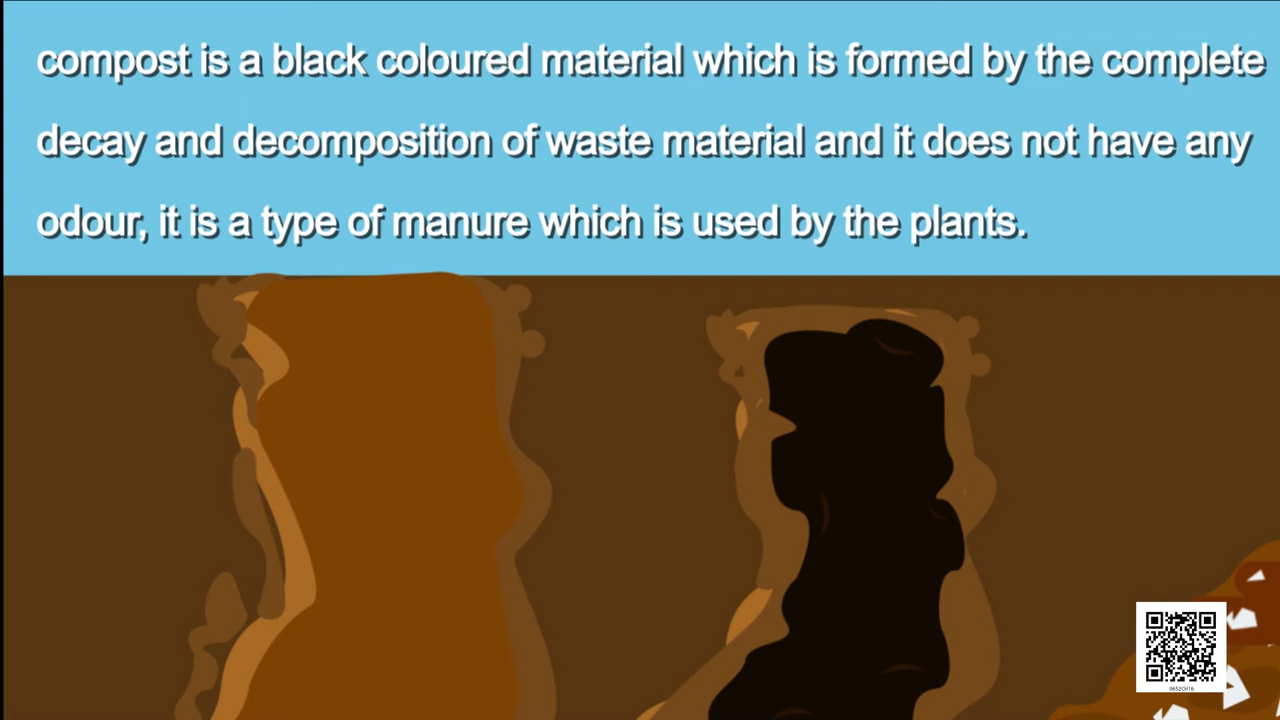 compost is a black coloured material which is formed by the complete
decay and decomposition of waste material and it does not have any
odour, it is a type of manure which is used by the plants.
0652CH16